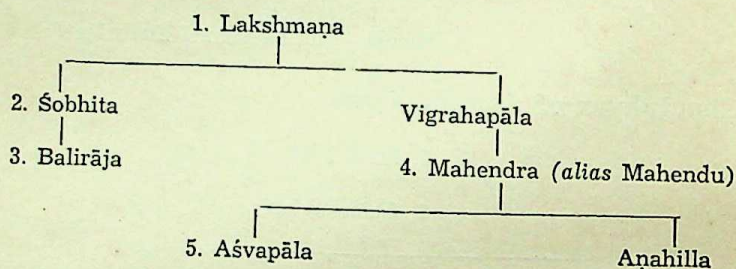 1. Lakshmaṇa
2. Śobhita
Vigrahapāla
3. Balirāja
4. Mahendra (alias Mahendu)
5. Aśvapāla
Aṇahilla